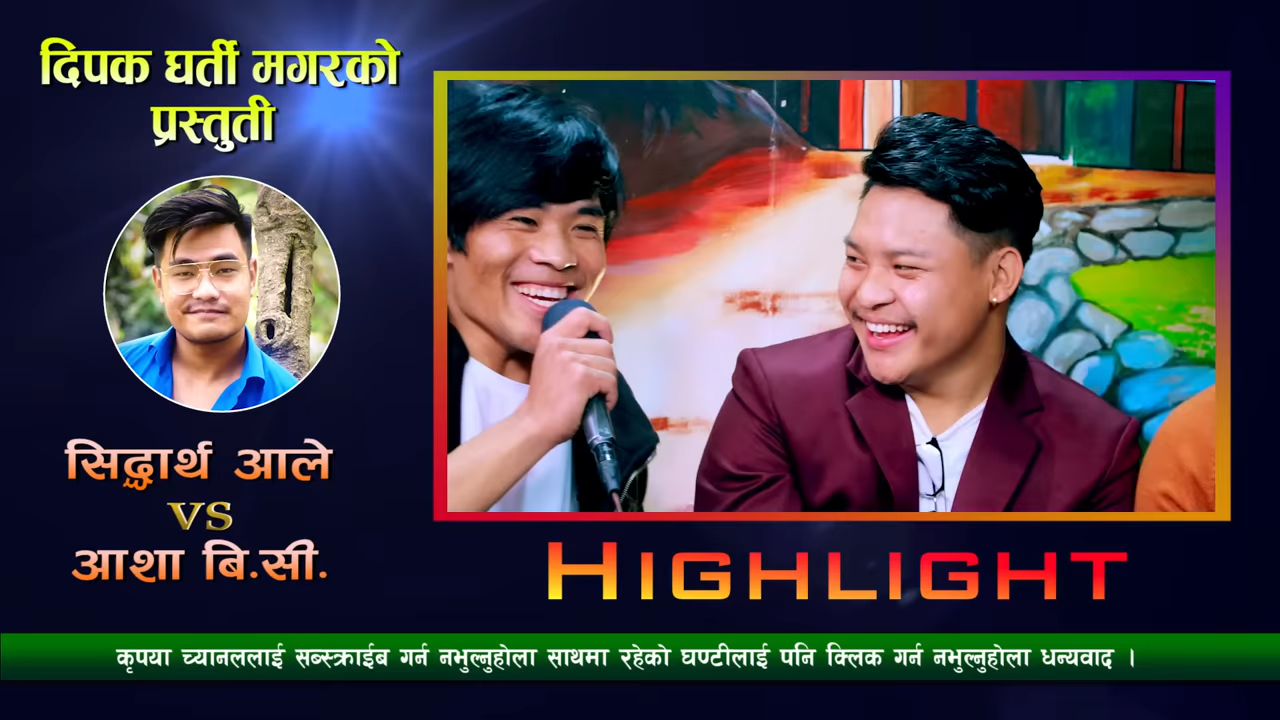 दिपक घर्ती मगरको
प्रस्तुती
सिद्धार्थ आले
VS
आशा बि.सी.
HIGHLIGHT
कृपया च्यानललाई सब्स्क्राईब गर्न नभुल्नुहोला साथमा रहेको घण्टीलाई पनि क्लिक गर्न नभुल्नुहोला धन्यवाद ।